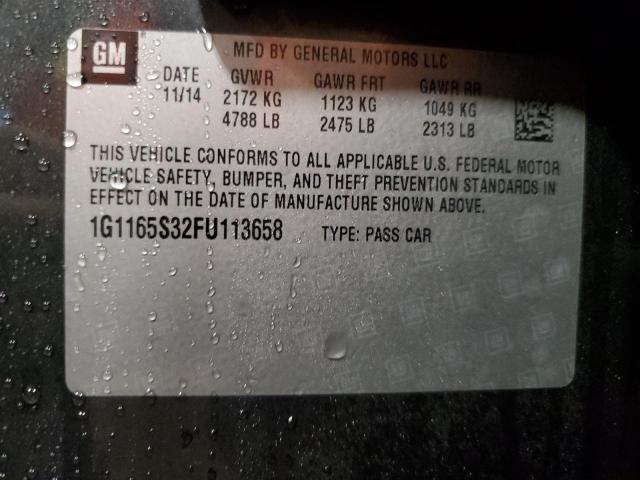 GM
MFD BY GENERAL MOTORS LLC
DATE GVWR GAWR FRT GAWR RR
11/14 2172 KG 1123 KG 1049 KG
4788 LB 2475 LB 2313 LB
THIS VEHICLE CONFORMS TO ALL APPLICABLE U.S. FEDERAL MOTOR
VEHICLE SAFETY, BUMPER, AND THEFT PREVENTION STANDARDS IN
EFFECT ON THE DATE OF MANUFACTURE SHOWN ABOVE.
1G1165S32FU113658 TYPE: PASS CAR